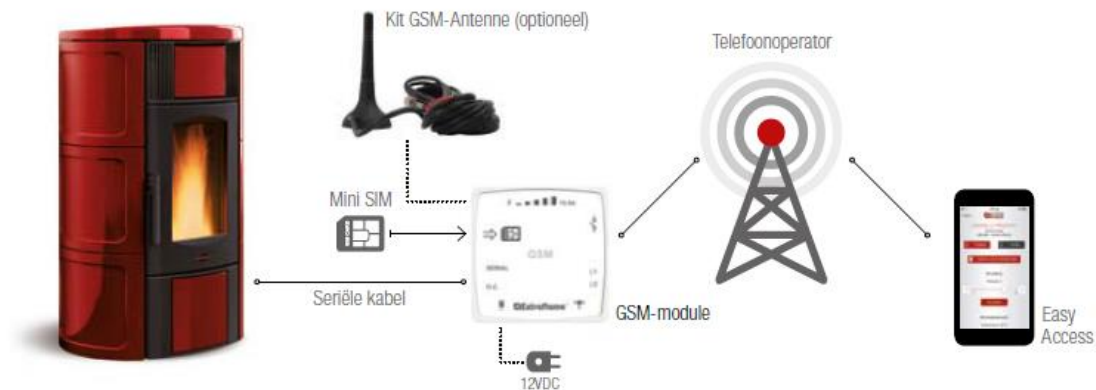 Kit GSM-Antenne (optioneel)
Telefoonoperator
Mini SIM
GSM
SERIAL
Extraflame
Seriële kabel
GSM-module
12VDC
Easy
Access